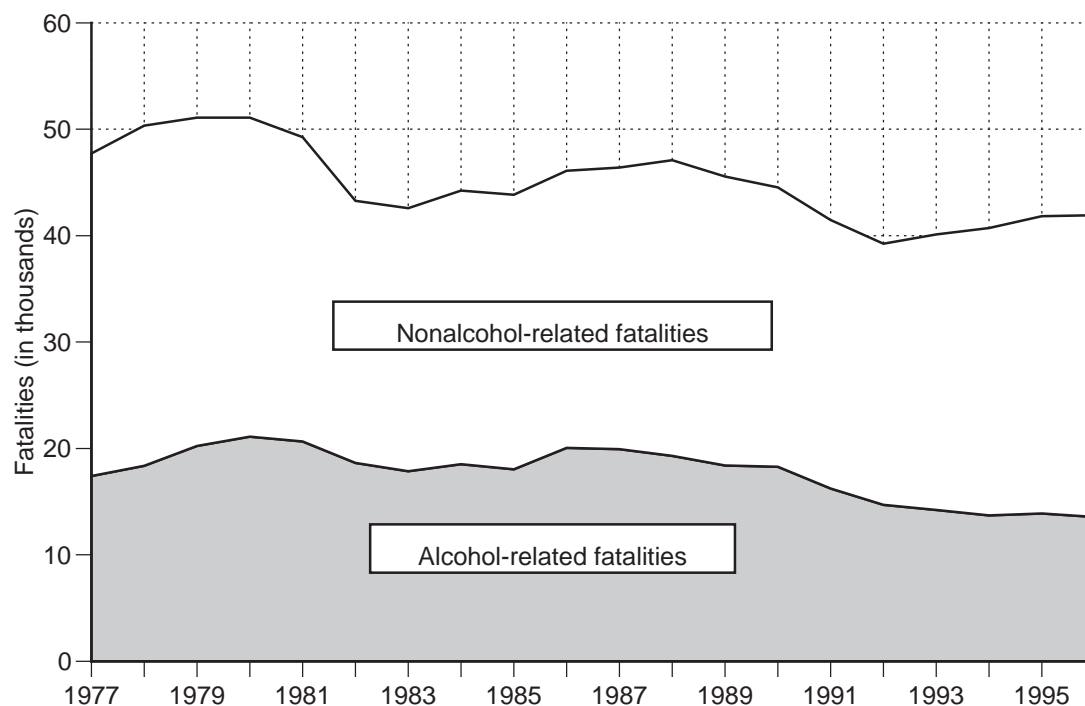 60
50
40
30
20
10
0
Fatalities (in thousands)
Nonalcohol-related fatalities
Alcohol-related fatalities
1977 1979 1981 1983 1985 1987 1989 1991 1993 1995